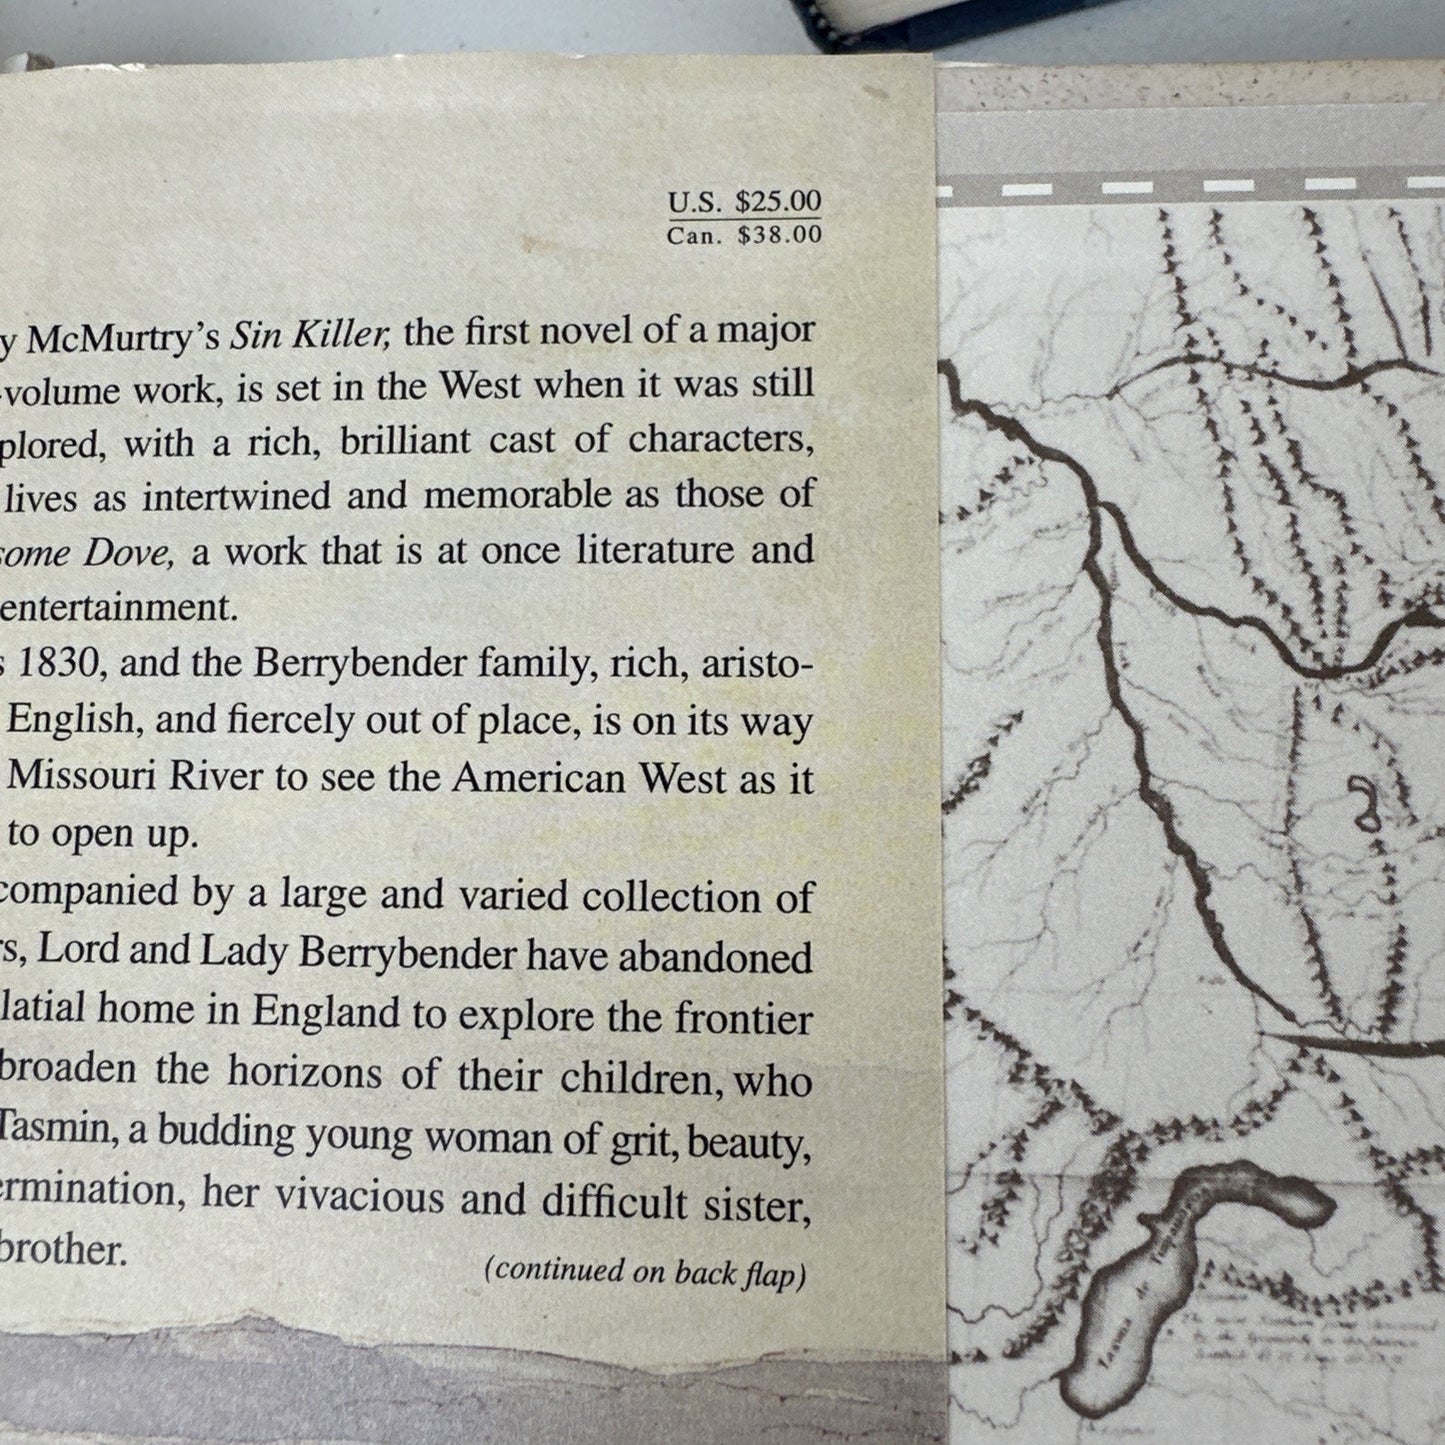 U.S. $25.00
Can. $38.00
y McMurtry’s Sin Killer, the first novel of a major
-volume work, is set in the West when it was still
plored, with a rich, brilliant cast of characters,
lives as intertwined and memorable as those of
some Dove, a work that is at once literature and
entertainment.
s 1830, and the Berrybender family, rich, aristo-
English, and fiercely out of place, is on its way
Missouri River to see the American West as it
to open up.
companied by a large and varied collection of
rs, Lord and Lady Berrybender have abandoned
latial home in England to explore the frontier
broaden the horizons of their children, who
Tasmin, a budding young woman of grit, beauty,
ermination, her vivacious and difficult sister,
brother.
(continued on back flap)